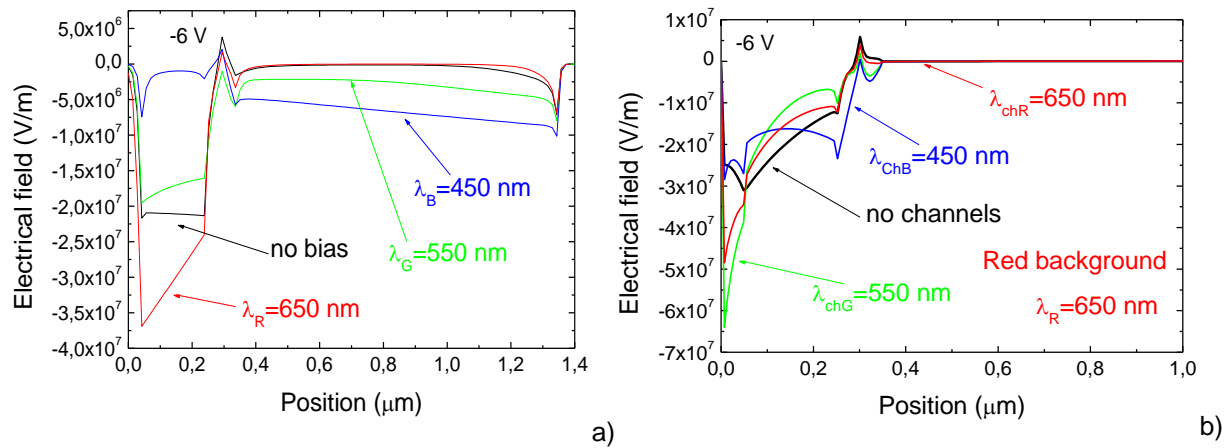 -6 V
5,0x10⁶
0,0
-5,0x10⁶
-1,0x10⁷
-1,5x10⁷
-2,0x10⁷
-2,5x10⁷
-3,0x10⁷
-3,5x10⁷
-4,0x10⁷
Electrical field (V/m)
λB=450 nm
no bias
λG=550 nm
λR=650 nm
0,0 0,2 0,4 0,6 0,8 1,0 1,2 1,4
Position (μm)
a)
-6 V
1x10⁷
0
-1x10⁷
-2x10⁷
-3x10⁷
-4x10⁷
-5x10⁷
-6x10⁷
-7x10⁷
Electrical field (V/m)
λchR=650 nm
λChB=450 nm
no channels
λchG=550 nm
Red background
λR=650 nm
0,0 0,2 0,4 0,6 0,8 1,0
Position (μm)
b)